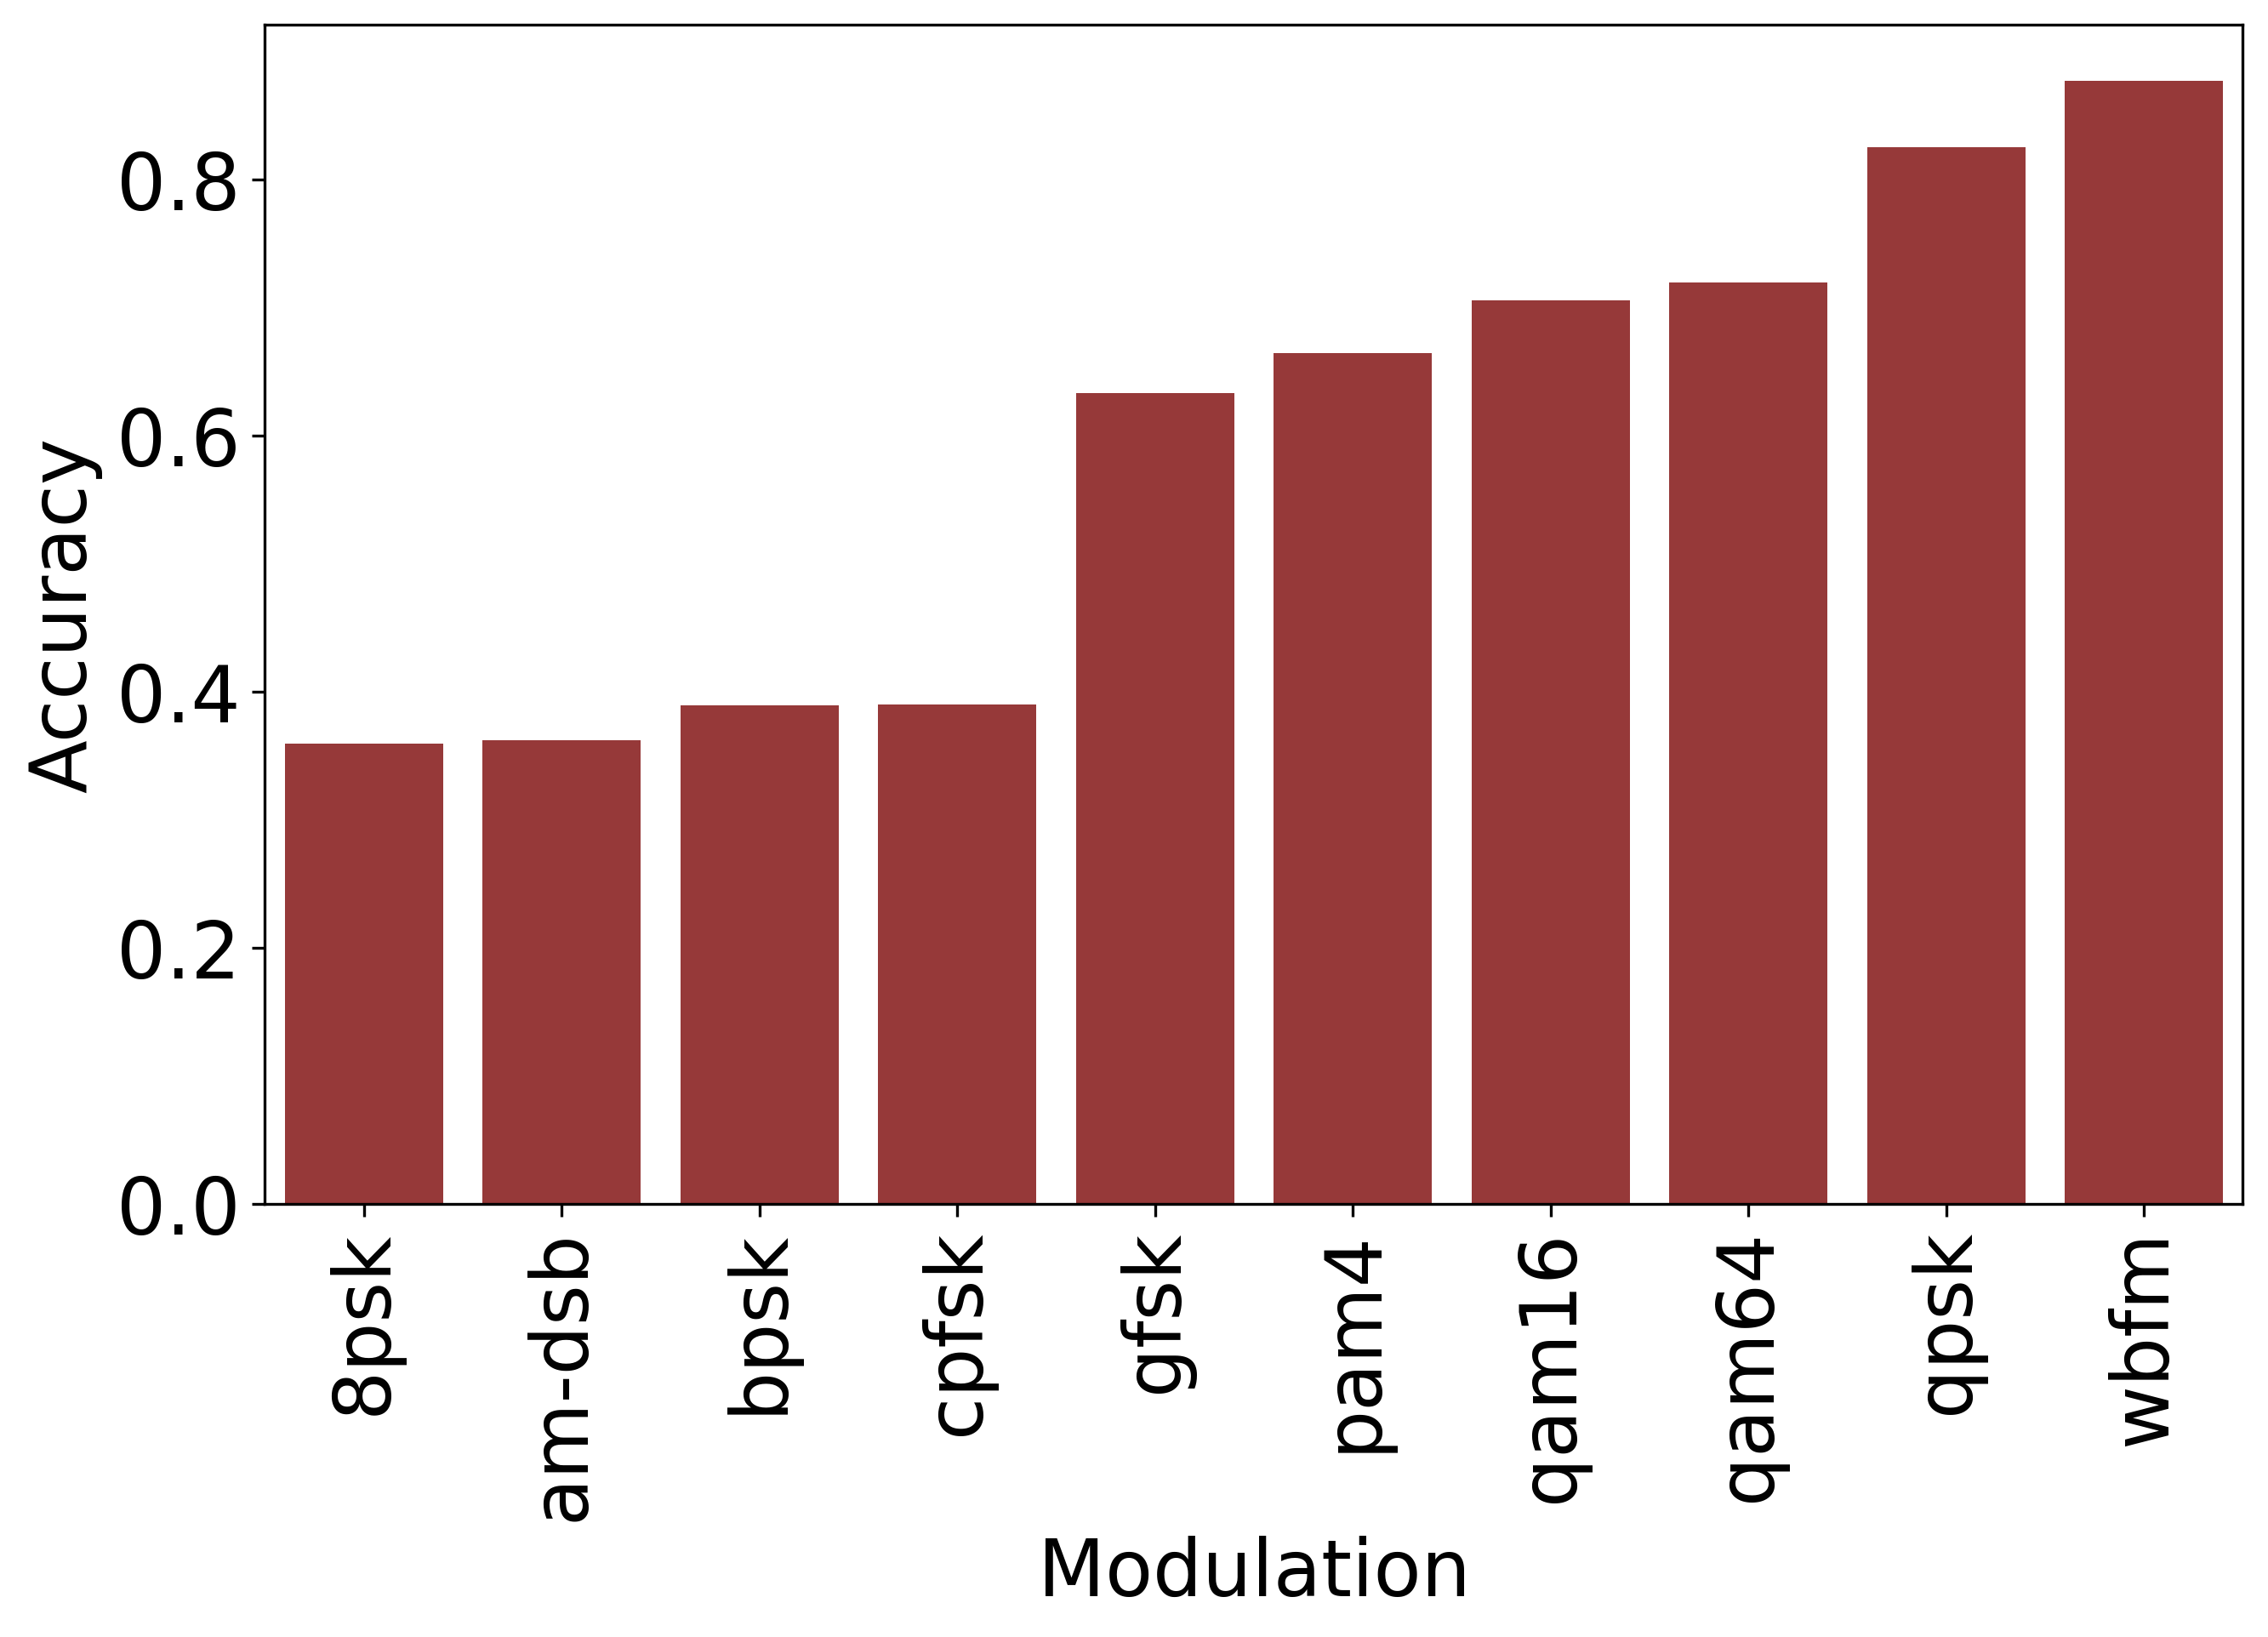 Accuracy
0.8
0.6
0.4
0.2
0.0
8psk
am-dsb
bpsk
cpfsk
gfsk
pam4
qam16
qam64
qpsk
wbfm
Modulation